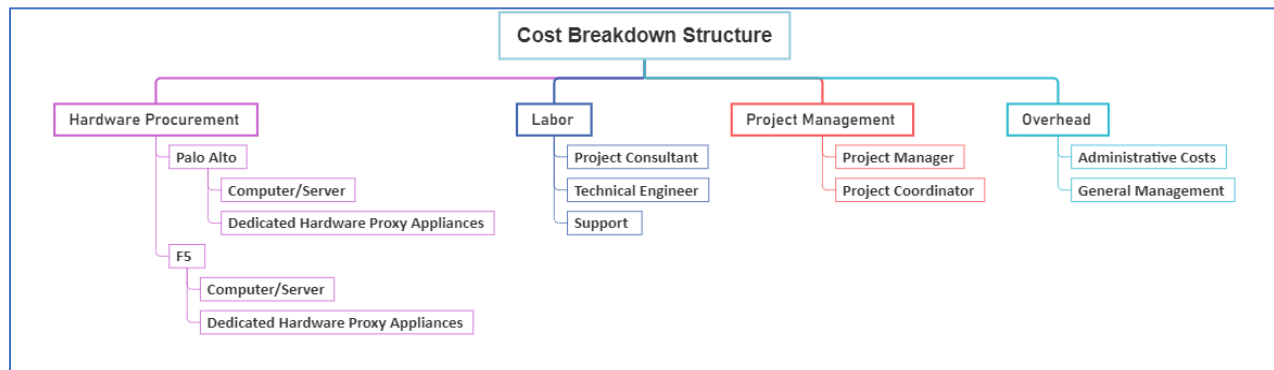 Cost Breakdown Structure
Hardware Procurement
Palo Alto
Computer/Server
Dedicated Hardware Proxy Appliances
F5
Computer/Server
Dedicated Hardware Proxy Appliances
Labor
Project Consultant
Technical Engineer
Support
Project Management
Project Manager
Project Coordinator
Overhead
Administrative Costs
General Management